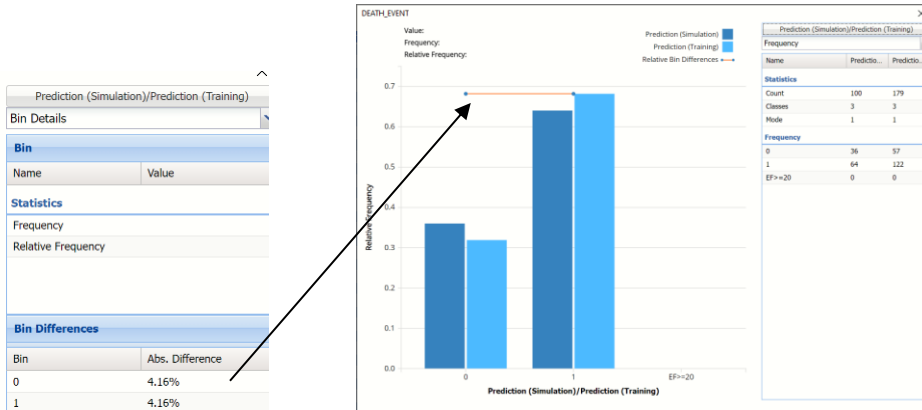 Prediction (Simulation)/Prediction (Training)
Bin Details
Bin
Name Value
Statistics
Frequency
Relative Frequency
Bin Differences
Bin Abs. Difference
0 4.16%
1 4.16%
DEATH_EVENT
Value:
Frequency:
Relative Frequency:
Prediction (Simulation)
Prediction (Training)
Relative Bin Differences
Relative Frequency
0.7
0.6
0.5
0.4
0.3
0.2
0.1
0.0
0 1 EF>=20
Prediction (Simulation)/Prediction (Training)
Prediction (Simulation)/Prediction (Training)
Frequency
Name Predictio... Predictio...
Statistics
Count 100 179
Classes 3 3
Mode 1 1
Frequency
0 36 57
1 64 122
EF>=20 0 0